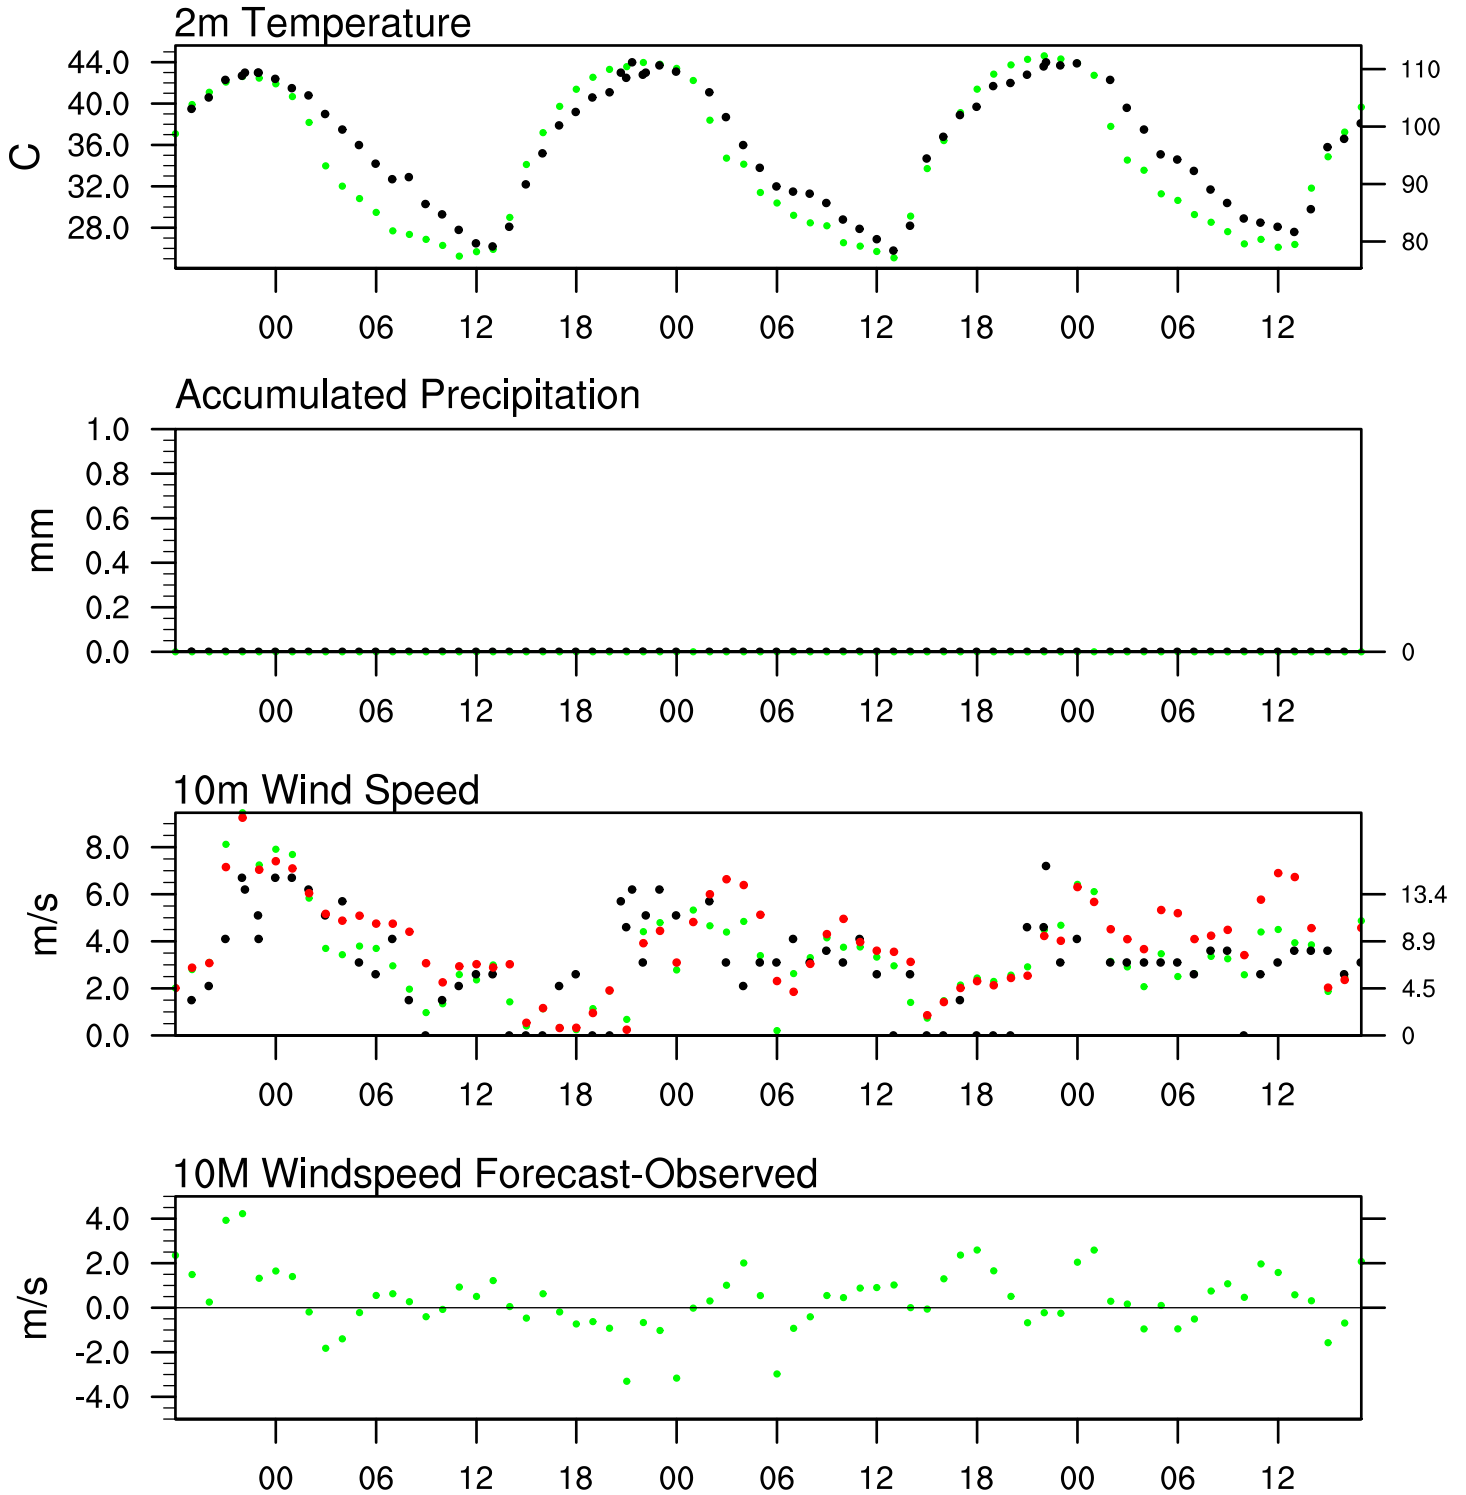 2m Temperature
44.0
40.0
36.0
32.0
28.0
C
110
100
90
80
00 06 12 18 00 06 12 18 00 06 12
Accumulated Precipitation
1.0
0.8
0.6
0.4
0.2
0.0
mm
0
00 06 12 18 00 06 12 18 00 06 12
10m Wind Speed
8.0
6.0
4.0
2.0
0.0
m/s
13.4
8.9
4.5
0
00 06 12 18 00 06 12 18 00 06 12
10M Windspeed Forecast-Observed
4.0
2.0
0.0
-2.0
-4.0
m/s
00 06 12 18 00 06 12 18 00 06 12